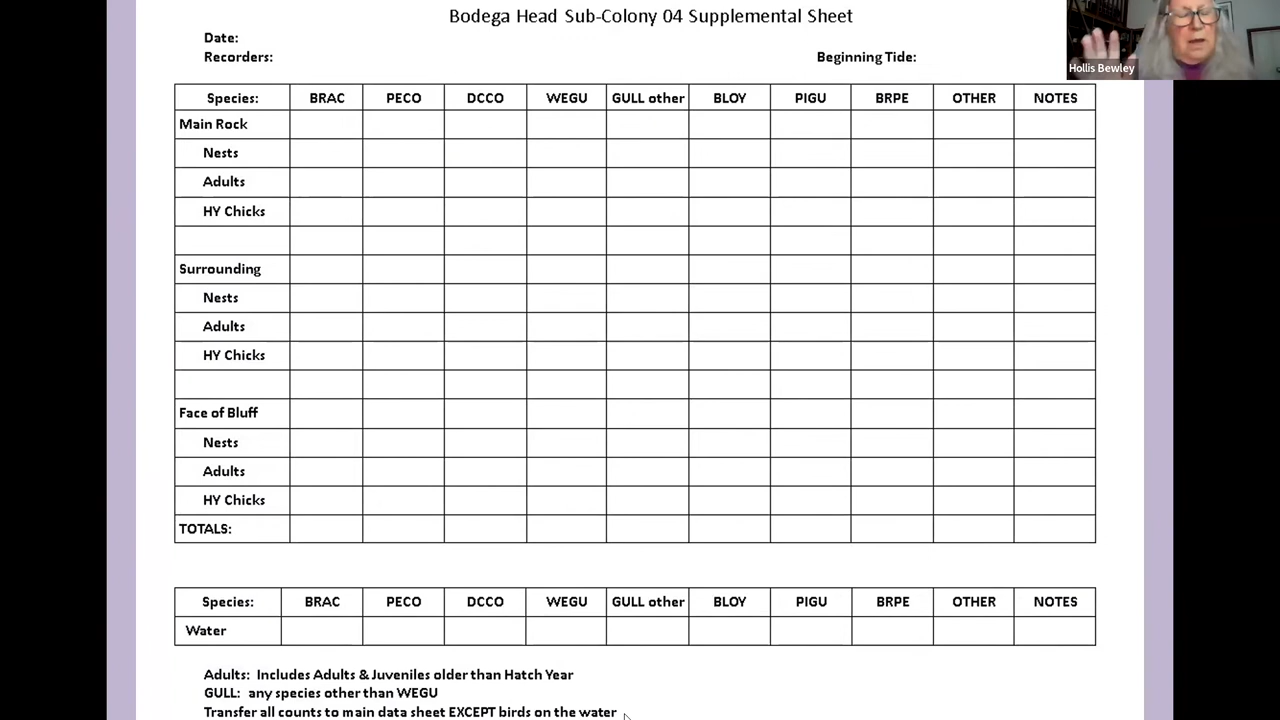 Bodega Head Sub-Colony 04 Supplemental Sheet
Date:
Recorders: Beginning Tide:
Hollis Bewley
Species: BRAC PECO DCCO WEGU GULL other BLOY PIGU BRPE OTHER NOTES
Main Rock
Nests
Adults
HY Chicks
Surrounding
Nests
Adults
HY Chicks
Face of Bluff
Nests
Adults
HY Chicks
TOTALS:
Species: BRAC PECO DCCO WEGU GULL other BLOY PIGU BRPE OTHER NOTES
Water
Adults: Includes Adults & Juveniles older than Hatch Year
GULL: any species other than WEGU
Transfer all counts to main data sheet EXCEPT birds on the water